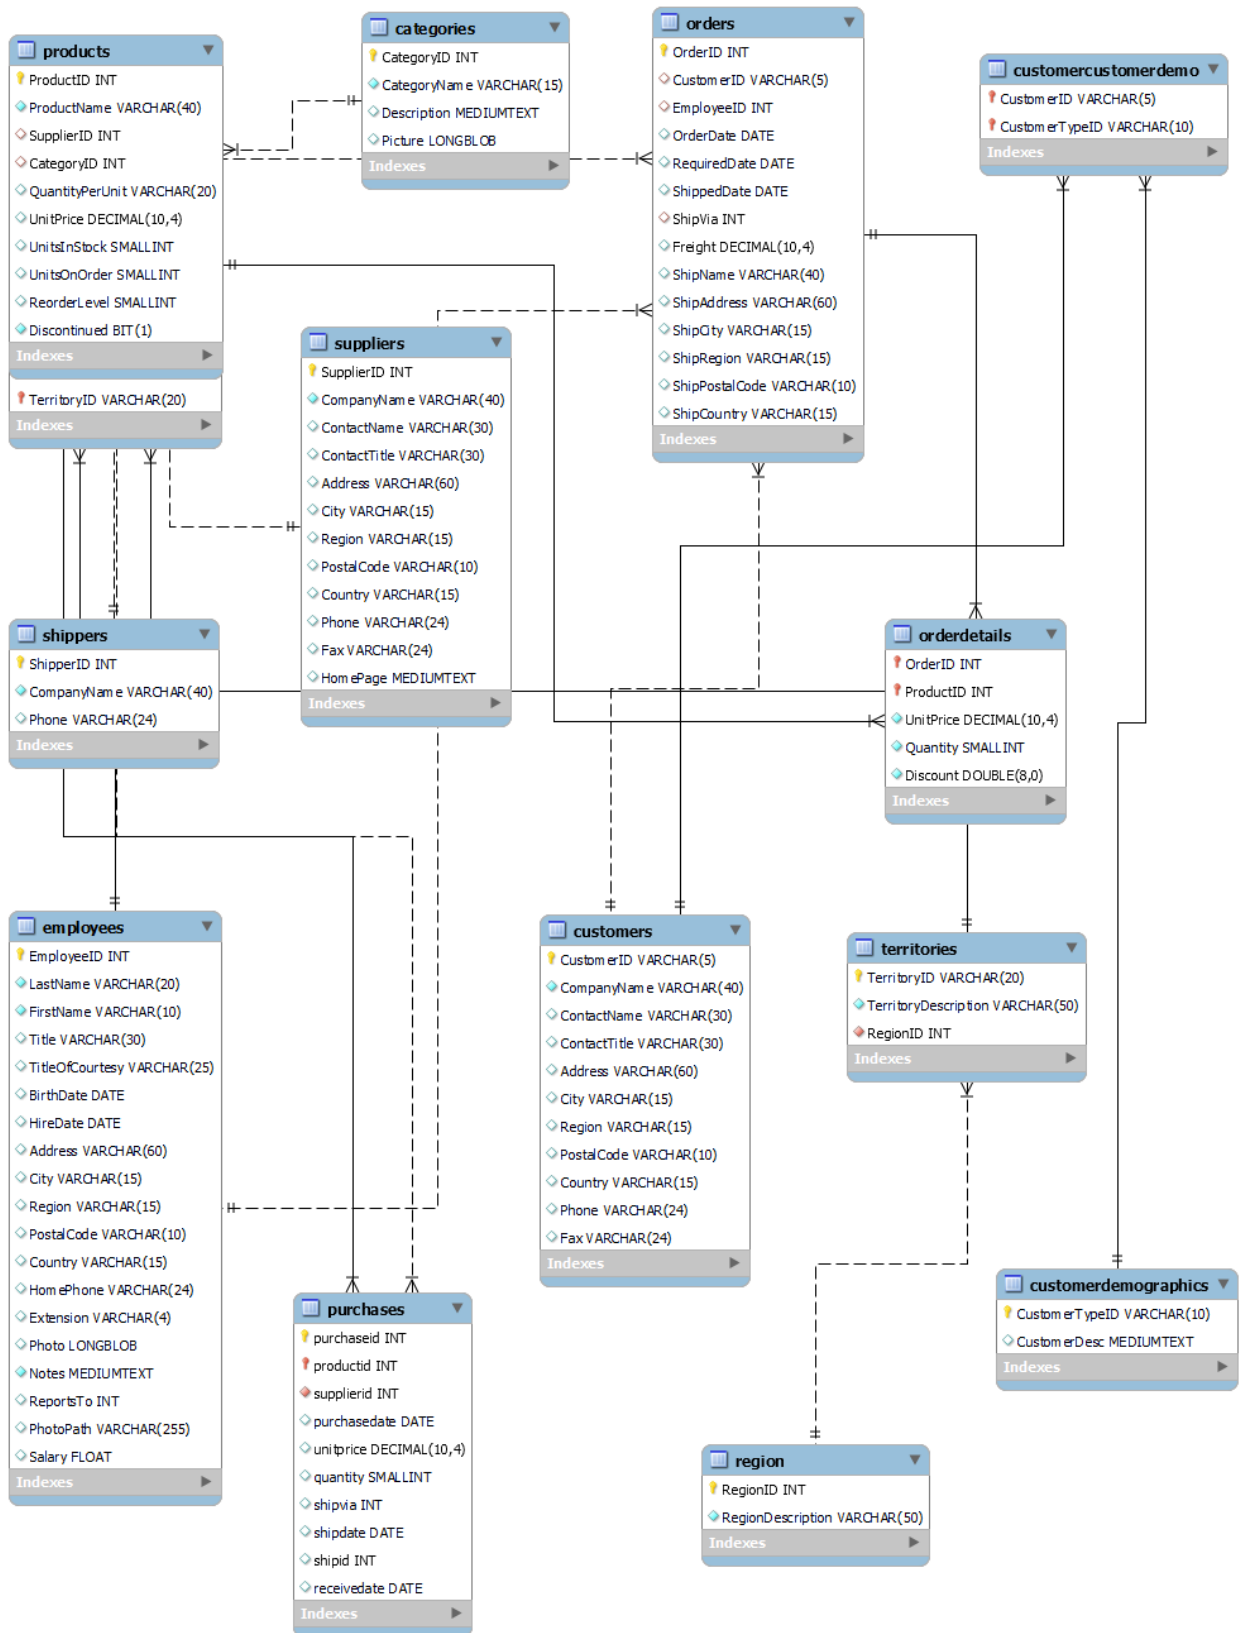 categories
CategoryID INT
CategoryName VARCHAR(15)
Description MEDIUMTEXT
Picture LONGBLOB
Indexes
orders
OrderID INT
CustomerID VARCHAR(5)
EmployeeID INT
OrderDate DATE
RequiredDate DATE
ShippedDate DATE
ShipVia INT
Freight DECIMAL(10,4)
ShipName VARCHAR(40)
ShipAddress VARCHAR(60)
ShipCity VARCHAR(15)
ShipRegion VARCHAR(15)
ShipPostalCode VARCHAR(10)
ShipCountry VARCHAR(15)
Indexes
products
ProductID INT
ProductName VARCHAR(40)
SupplierID INT
CategoryID INT
QuantityPerUnit VARCHAR(20)
UnitPrice DECIMAL(10,4)
UnitsInStock SMALLINT
UnitsOnOrder SMALLINT
ReorderLevel SMALLINT
Discontinued BIT(1)
Indexes
TerritoryID VARCHAR(20)
Indexes
customercustomerdemo
CustomerID VARCHAR(5)
CustomerTypeID VARCHAR(10)
Indexes
suppliers
SupplierID INT
CompanyName VARCHAR(40)
ContactName VARCHAR(30)
ContactTitle VARCHAR(30)
Address VARCHAR(60)
City VARCHAR(15)
Region VARCHAR(15)
PostalCode VARCHAR(10)
Country VARCHAR(15)
Phone VARCHAR(24)
Fax VARCHAR(24)
HomePage MEDIUMTEXT
Indexes
shippers
ShipperID INT
CompanyName VARCHAR(40)
Phone VARCHAR(24)
Indexes
orderdetails
OrderID INT
ProductID INT
UnitPrice DECIMAL(10,4)
Quantity SMALLINT
Discount DOUBLE(8,0)
Indexes
employees
EmployeeID INT
LastName VARCHAR(20)
FirstName VARCHAR(10)
Title VARCHAR(30)
TitleOfCourtesy VARCHAR(25)
BirthDate DATE
HireDate DATE
Address VARCHAR(60)
City VARCHAR(15)
Region VARCHAR(15)
PostalCode VARCHAR(10)
Country VARCHAR(15)
HomePhone VARCHAR(24)
Extension VARCHAR(4)
Photo LONGBLOB
Notes MEDIUMTEXT
ReportsTo INT
PhotoPath VARCHAR(255)
Salary FLOAT
Indexes
customers
CustomerID VARCHAR(5)
CompanyName VARCHAR(40)
ContactName VARCHAR(30)
ContactTitle VARCHAR(30)
Address VARCHAR(60)
City VARCHAR(15)
Region VARCHAR(15)
PostalCode VARCHAR(10)
Country VARCHAR(15)
Phone VARCHAR(24)
Fax VARCHAR(24)
Indexes
territories
TerritoryID VARCHAR(20)
TerritoryDescription VARCHAR(50)
RegionID INT
Indexes
customerdemographics
CustomerTypeID VARCHAR(10)
CustomerDesc MEDIUMTEXT
Indexes
purchases
purchaseid INT
productid INT
supplierid INT
purchasedate DATE
unitprice DECIMAL(10,4)
quantity SMALLINT
shipvia INT
shipdate DATE
shipid INT
receivedate DATE
Indexes
region
RegionID INT
RegionDescription VARCHAR(50)
Indexes